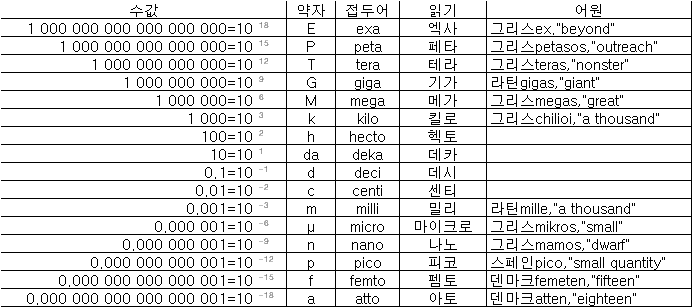 수값 약자 접두어 읽기 어원
1 000 000 000 000 000 000=10 18 E exa 엑사 그리스ex,"beyond"
1 000 000 000 000 000=10 15 P peta 페타 그리스petasos,"outreach"
1 000 000 000 000=10 12 T tera 테라 그리스teras,"nonster"
1 000 000 000=10 9 G giga 기가 라틴gigas,"giant"
1 000 000=10 6 M mega 메가 그리스megas,"great"
1 000=10 3 k kilo 킬로 그리스chilioi,"a thousand"
100=10 2 h hecto 헥토
10=10 1 da deka 데카
0.1=10 -1 d deci 데시
0.01=10 -2 c centi 센티
0.001=10 -3 m milli 밀리 라틴mille,"a thousand"
0,000 001=10 -6 μ micro 마이크로 그리스mikros,"small"
0,000 000 001=10 -9 n nano 나노 그리스mamos,"dwarf"
0,000 000 000 001=10 -12 p pico 피코 스페인pico,"small quantity"
0,000 000 000 000 001=10 -15 f femto 펨토 덴마크femeten,"fifteen"
0,000 000 000 000 000 001=10 -18 a atto 아토 덴마크atten,"eighteen"